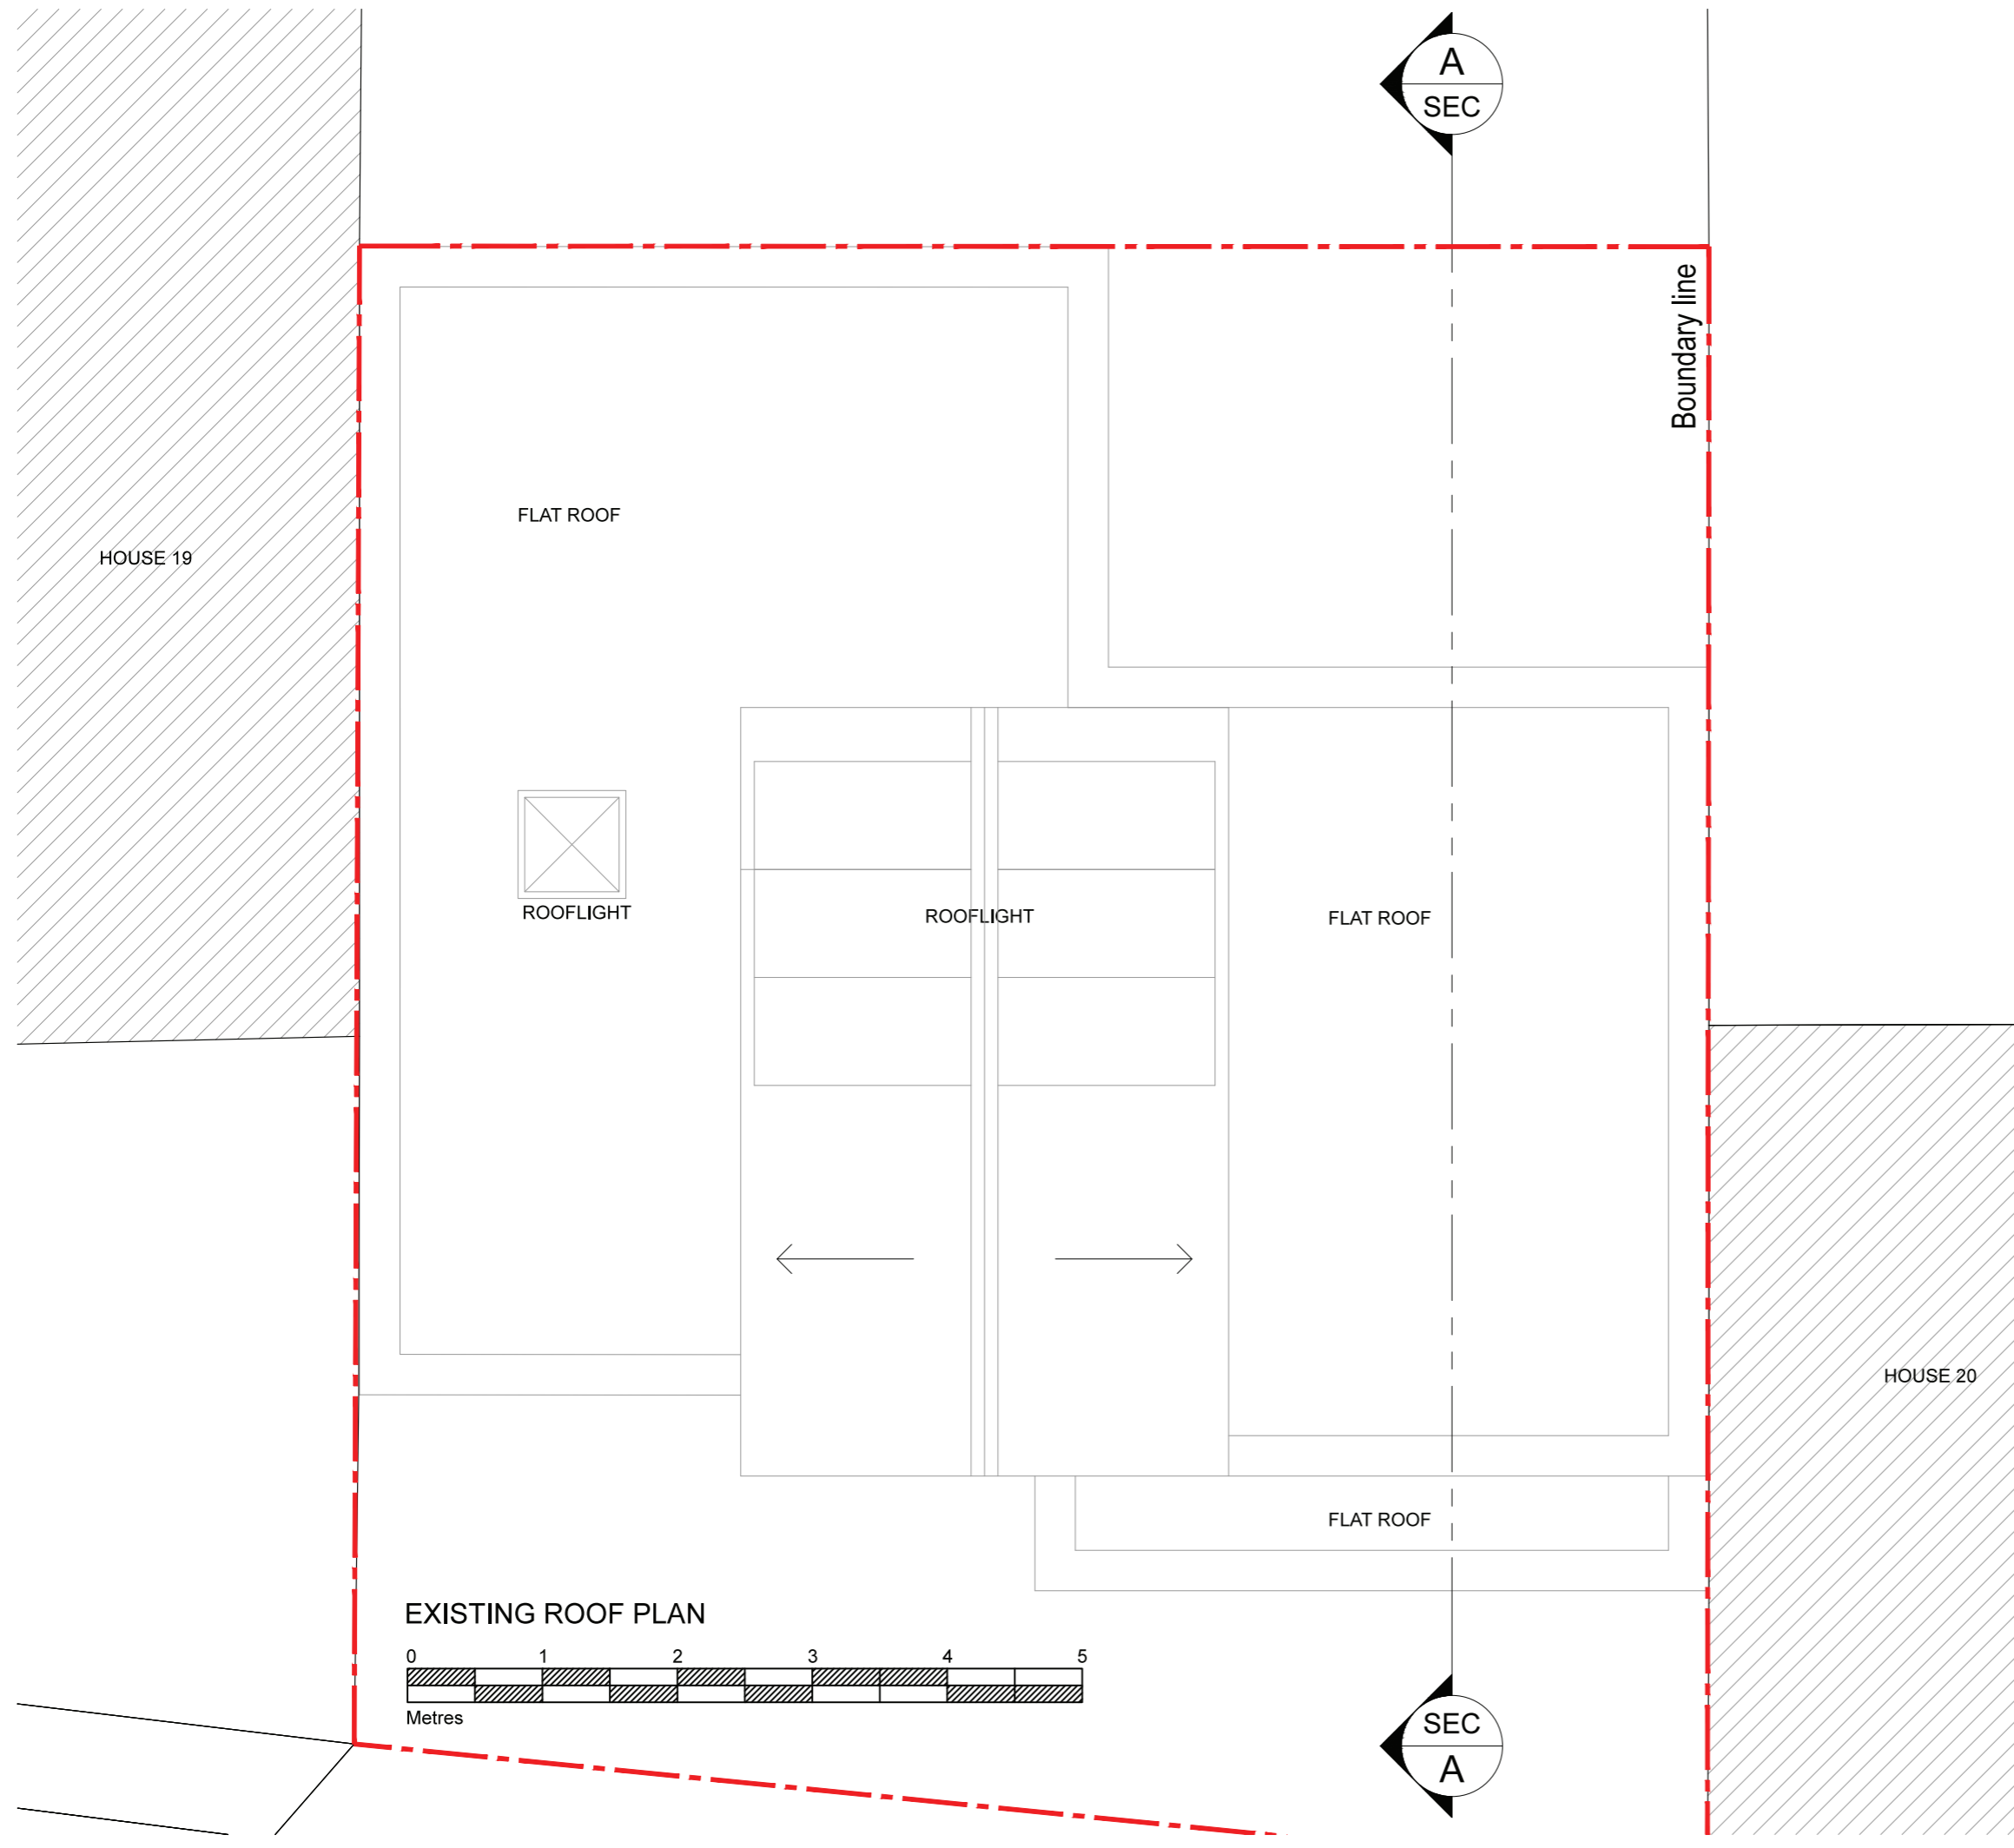 A
SEC
Boundary line
FLAT ROOF
HOUSE 19
ROOFLIGHT
ROOFLIGHT
FLAT ROOF
HOUSE 20
FLAT ROOF
EXISTING ROOF PLAN
0 1 2 3 4 5
Metres
SEC
A